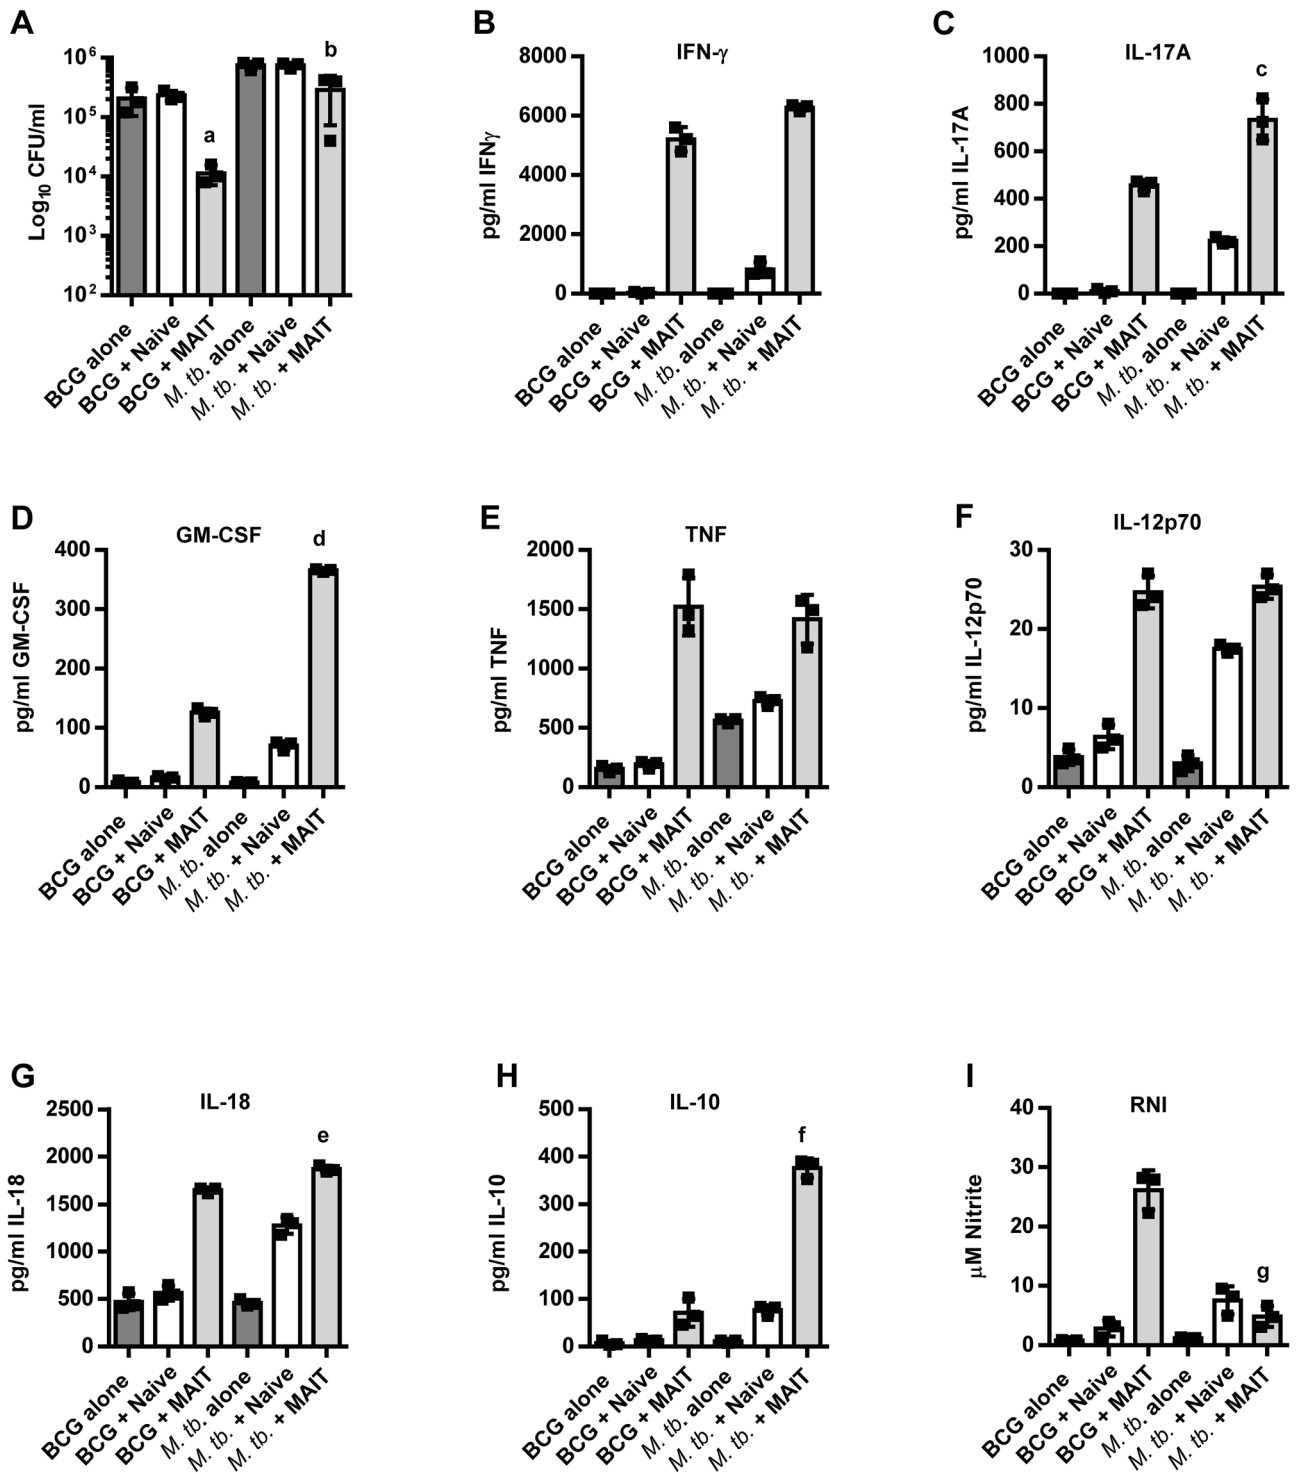 A
b
10⁶
10⁵
10⁴
10³
10²
Log₁₀ CFU/ml
a
BCG alone
BCG + Naive
BCG + MAIT
M. tb. alone
M. tb. + Naive
M. tb. + MAIT
B
IFN-γ
8000
6000
4000
2000
0
pg/ml IFNγ
BCG alone
BCG + Naive
BCG + MAIT
M. tb. alone
M. tb. + Naive
M. tb. + MAIT
C
IL-17A
c
1000
800
600
400
200
0
pg/ml IL-17A
BCG alone
BCG + Naive
BCG + MAIT
M. tb. alone
M. tb. + Naive
M. tb. + MAIT
D
GM-CSF
d
400
300
200
100
0
pg/ml GM-CSF
BCG alone
BCG + Naive
BCG + MAIT
M. tb. alone
M. tb. + Naive
M. tb. + MAIT
E
TNF
2000
1500
1000
500
0
pg/ml TNF
BCG alone
BCG + Naive
BCG + MAIT
M. tb. alone
M. tb. + Naive
M. tb. + MAIT
F
IL-12p70
30
20
10
0
pg/ml IL-12p70
BCG alone
BCG + Naive
BCG + MAIT
M. tb. alone
M. tb. + Naive
M. tb. + MAIT
G
IL-18
e
2500
2000
1500
1000
500
0
pg/ml IL-18
BCG alone
BCG + Naive
BCG + MAIT
M. tb. alone
M. tb. + Naive
M. tb. + MAIT
H
IL-10
f
500
400
300
200
100
0
pg/ml IL-10
BCG alone
BCG + Naive
BCG + MAIT
M. tb. alone
M. tb. + Naive
M. tb. + MAIT
I
RNI
40
30
20
10
0
µM Nitrite
g
BCG alone
BCG + Naive
BCG + MAIT
M. tb. alone
M. tb. + Naive
M. tb. + MAIT